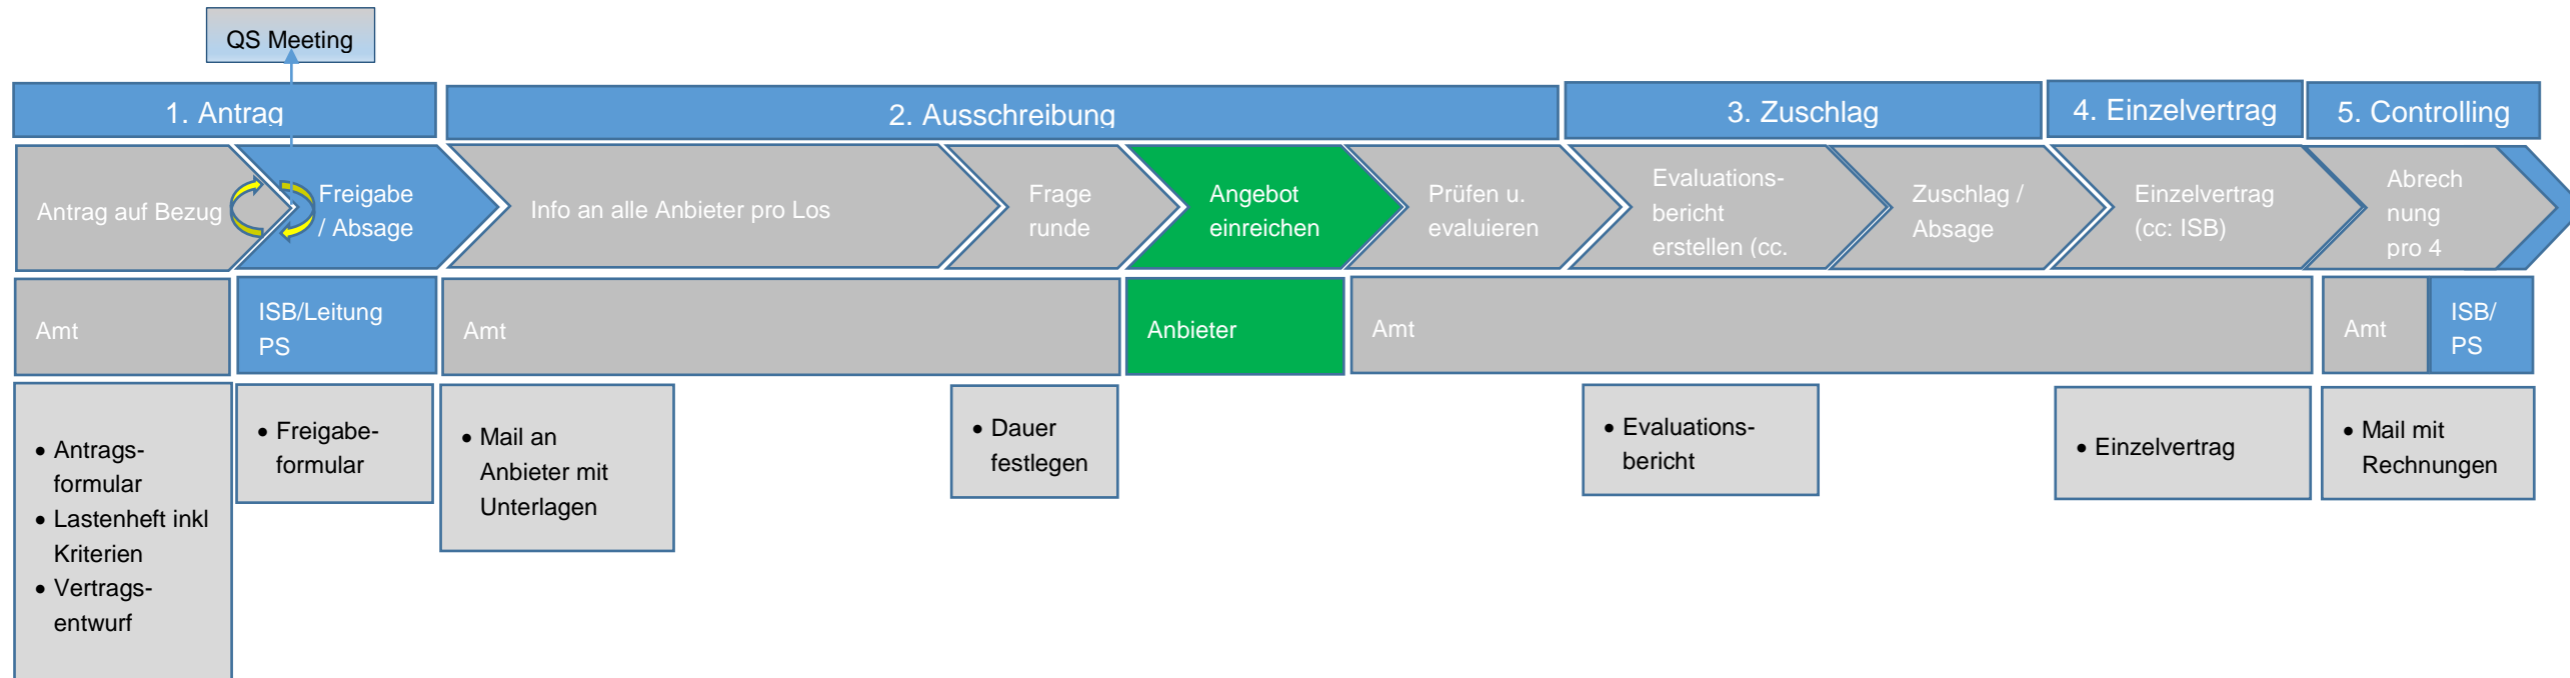 QS Meeting
1. Antrag
2. Ausschreibung
3. Zuschlag
4. Einzelvertrag
5. Controlling
Antrag auf Bezug
Freigabe
/ Absage
Info an alle Anbieter pro Los
Frage
runde
Angebot
einreichen
Prüfen u.
evaluieren
Evaluations-
bericht
erstellen (cc.
Zuschlag /
Absage
Einzelvertrag
(cc: ISB)
Abrech
nung
pro 4
Amt
ISB/Leitung
PS
Amt
Anbieter
Amt
Amt
ISB/
PS
• Antrags-
formular
• Lastenheft inkl
Kriterien
• Vertrags-
entwurf
• Freigabe-
formular
• Mail an
Anbieter mit
Unterlagen
• Dauer
festlegen
• Evaluations-
bericht
• Einzelvertrag
• Mail mit
Rechnungen